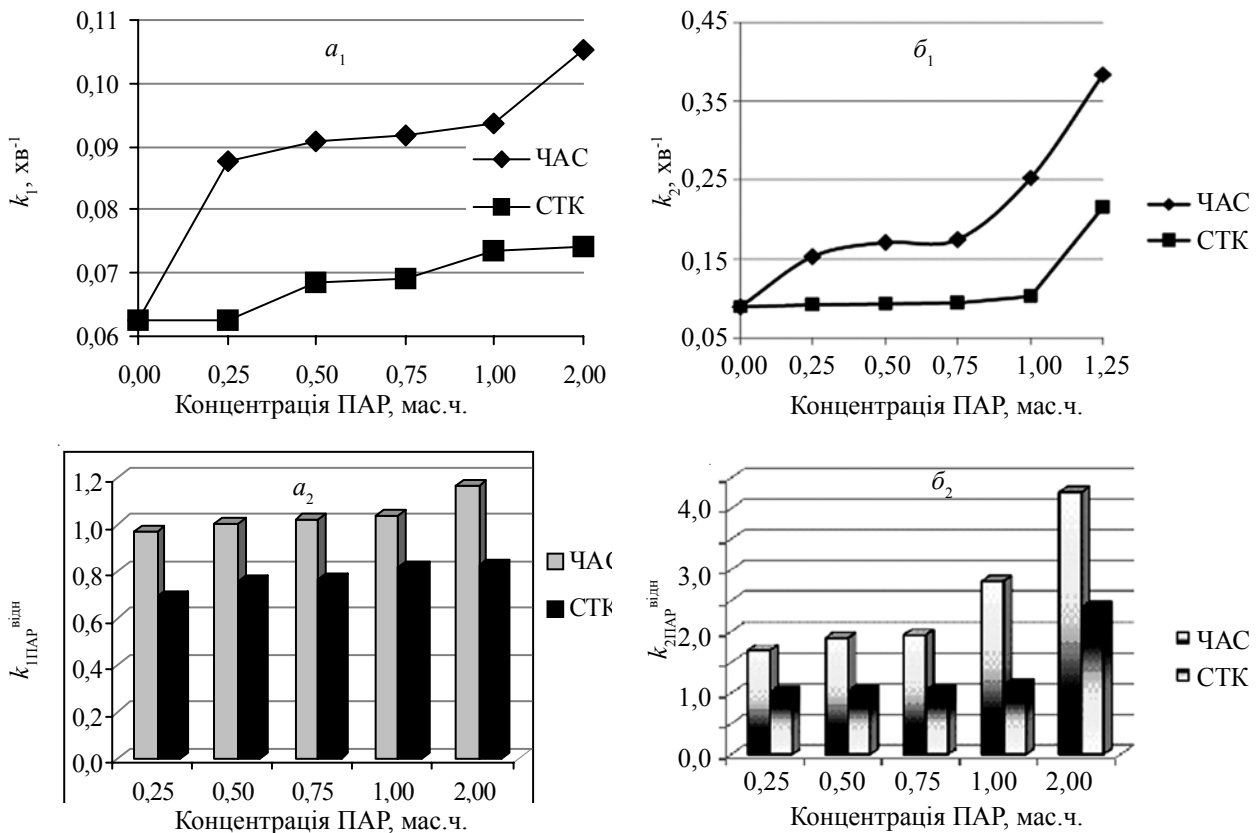 0,11
0,10
0,09
0,08
0,07
0,06
k1, хв-1
а1
ЧАС
СТК
0,00 0,25 0,50 0,75 1,00 2,00
Концентрація ПАР, мас.ч.
0,45
0,35
0,25
0,15
0,05
k2, хв-1
б1
ЧАС
СТК
0,00 0,25 0,50 0,75 1,00 1,25
Концентрація ПАР, мас.ч.
1,2
1,0
0,8
0,6
0,4
0,2
0,0
k1ПАР відн
а2
ЧАС
СТК
0,25 0,50 0,75 1,00 2,00
Концентрація ПАР, мас.ч.
4,0
3,0
2,0
1,0
0,0
k2ПАР відн
б2
ЧАС
СТК
0,25 0,50 0,75 1,00 2,00
Концентрація ПАР, мас.ч.